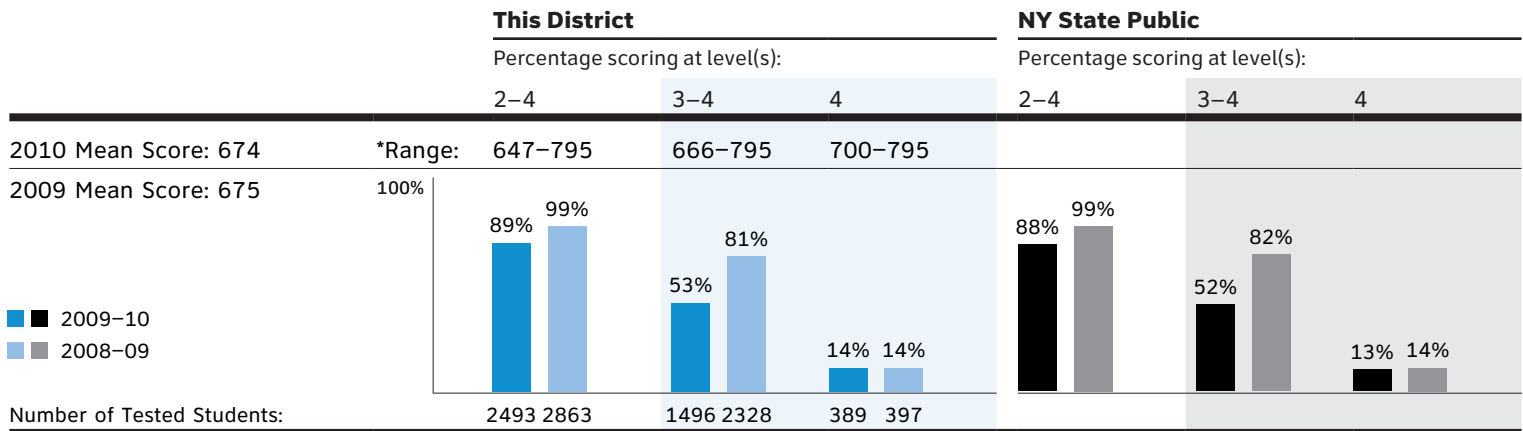 This District NY State Public
Percentage scoring at level(s): Percentage scoring at level(s):
2–4 3–4 4 2–4 3–4 4
2010 Mean Score: 674 *Range: 647–795 666–795 700–795
2009 Mean Score: 675 100%
89% 99% 53% 81% 14% 14% 88% 99% 52% 82% 13% 14%
2009–10
2008–09
Number of Tested Students: 2493 2863 1496 2328 389 397